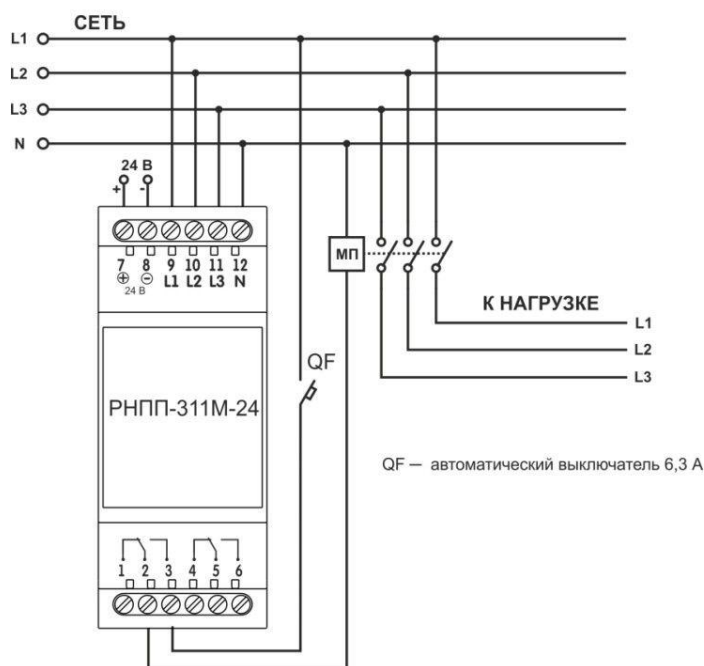 СЕТЬ
L1
L2
L3
N
24 В
+ -
7 8 9 10 11 12
⊕ ⊖ L1 L2 L3 N
24 В
МП
К НАГРУЗКЕ
L1
L2
L3
QF
РНПП-311М-24
QF — автоматический выключатель 6,3 А
1 2 3 4 5 6